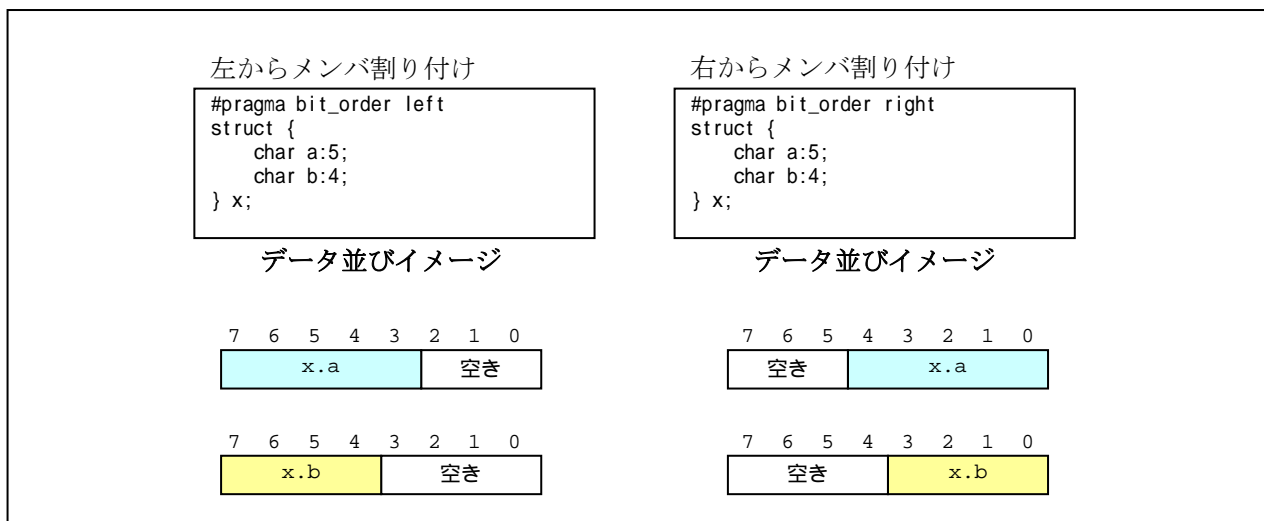 左からメンバ割り付け
#pragma bit_order left
struct {
    char a:5;
    char b:4;
} x;
データ並びイメージ
7 6 5 4 3 2 1 0
x.a 空き
7 6 5 4 3 2 1 0
x.b 空き
右からメンバ割り付け
#pragma bit_order right
struct {
    char a:5;
    char b:4;
} x;
データ並びイメージ
7 6 5 4 3 2 1 0
空き x.a
7 6 5 4 3 2 1 0
空き x.b